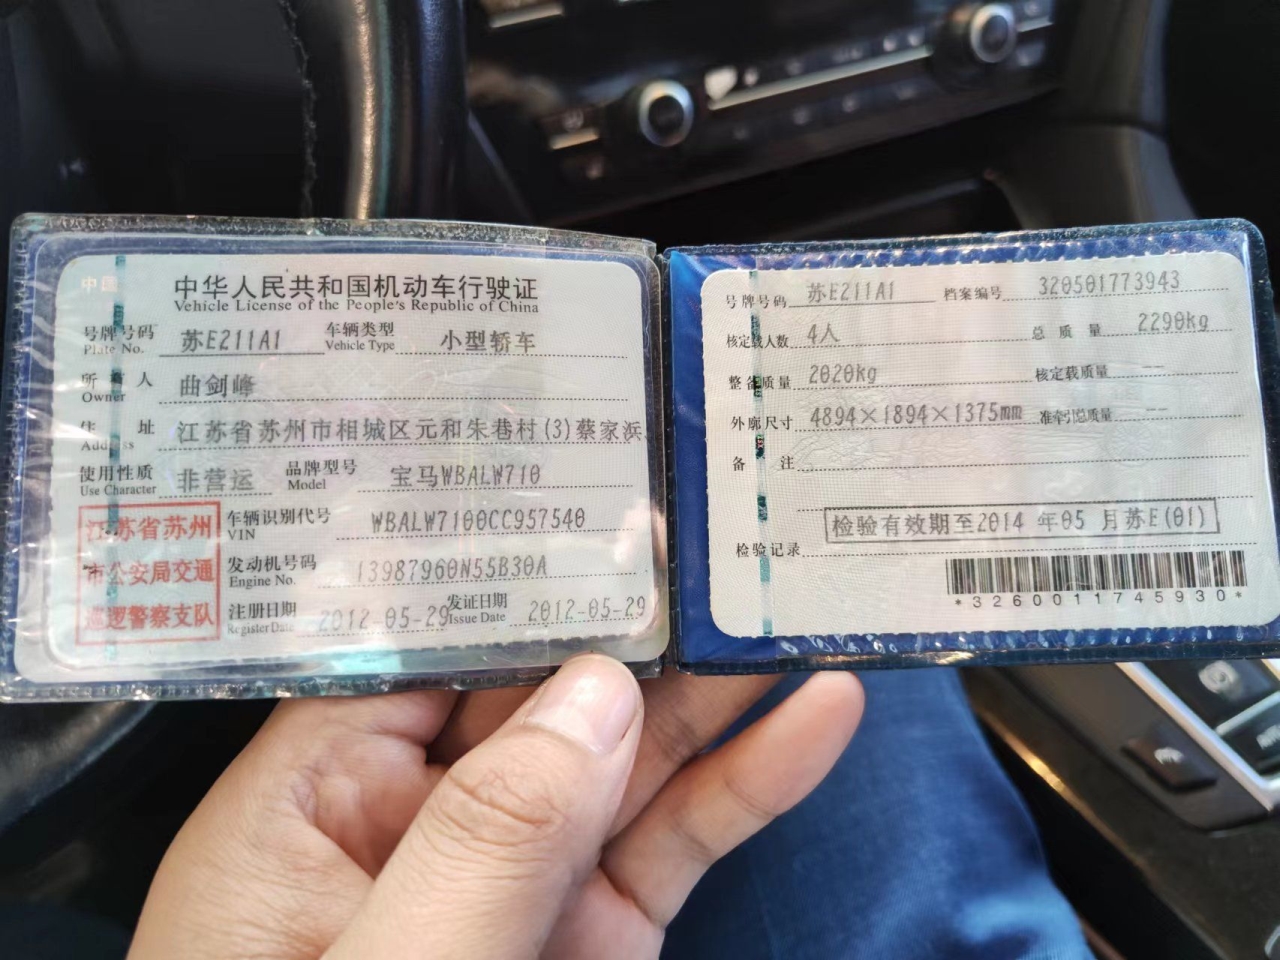 中国
中华人民共和国机动车行驶证
Vehicle License of the People's Republic of China
号牌号码 苏E211A1 车辆类型 小型轿车
Plate No. Vehicle Type
所有人 曲剑峰
Owner
住址 江苏省苏州市相城区元和朱巷村(3)蔡家浜
Address
使用性质 非营运 品牌型号 宝马WBALW710
Use Character Model
江苏省苏州
市公安局交通
巡逻警察支队
车辆识别代号 WBALW7100CC957540
VIN
发动机号码 13987960N55B30A
Engine No.
注册日期 2012-05-29 发证日期 2012-05-29
Register Date Issue Date
号牌号码 苏E211A1 档案编号 320501773943
核定载人数 4人 总质量 2290kg
整备质量 2020kg 核定载质量 --
外廓尺寸 4894×1894×1375mm 准牵引总质量 --
备注
检验有效期至2014 年05 月苏E(01)
检验记录
*3260011745930*